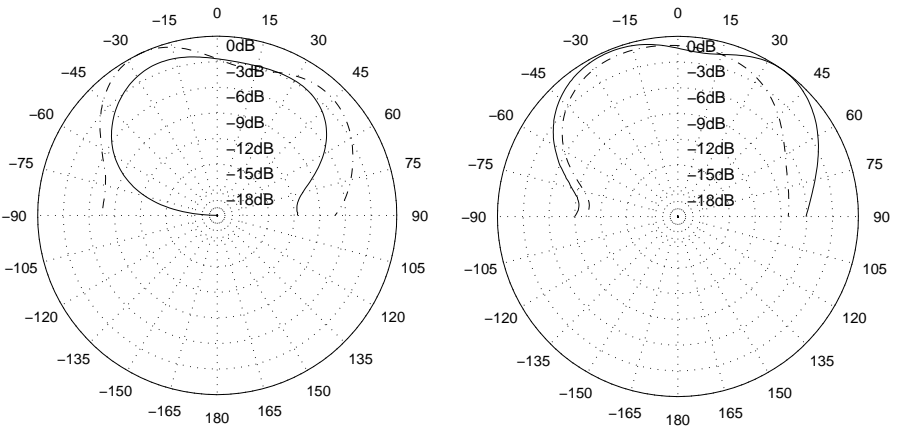 0 0
−15 15 −15 15
−30 30 −30 30
0dB 0dB
−45 45 −45 45
−3dB −3dB
−6dB −6dB
−60 60 −60 60
−9dB −9dB
−12dB −12dB
−75 75 −75 75
−15dB −15dB
−18dB −18dB
−90 90 −90 90
−105 105 −105 105
−120 120 −120 120
−135 135 −135 135
−150 150 −150 150
−165 165 −165 165
180 180